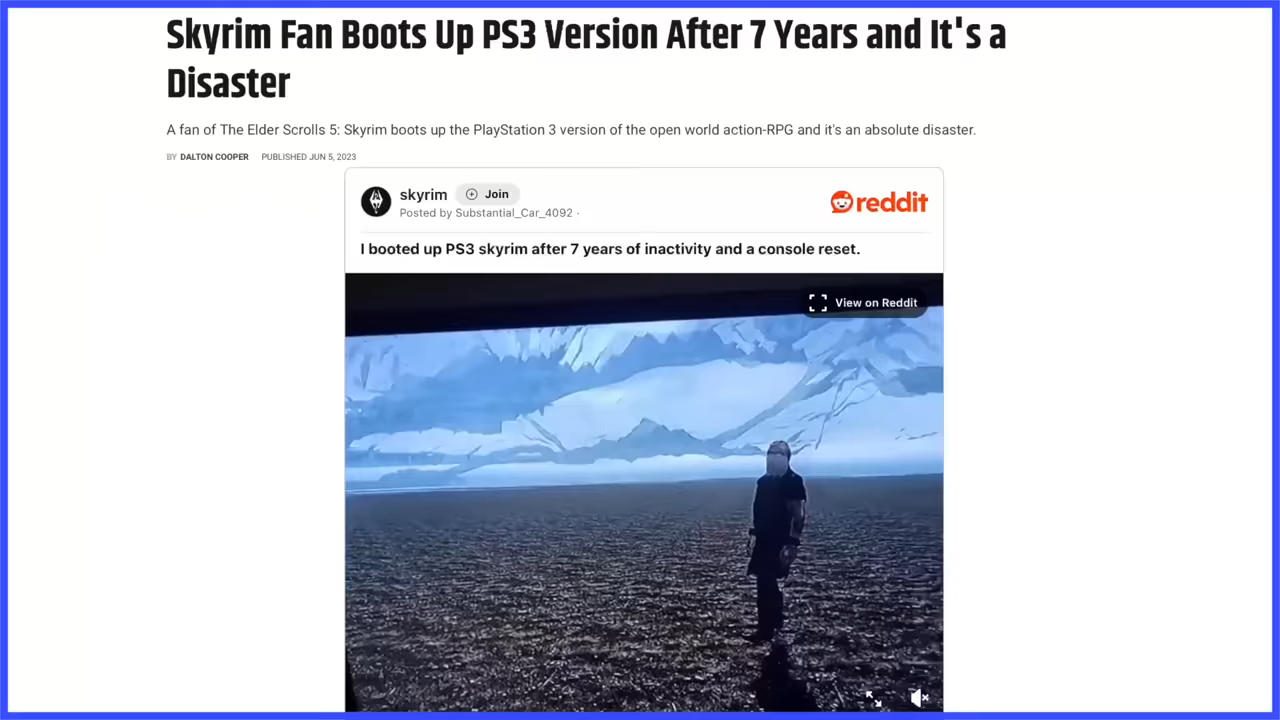 Skyrim Fan Boots Up PS3 Version After 7 Years and It's a
Disaster
A fan of The Elder Scrolls 5: Skyrim boots up the PlayStation 3 version of the open world action-RPG and it's an absolute disaster.
BY DALTON COOPER PUBLISHED JUN 5, 2023
skyrim Join
reddit
Posted by Substantial_Car_4092 ·
I booted up PS3 skyrim after 7 years of inactivity and a console reset.
View on Reddit